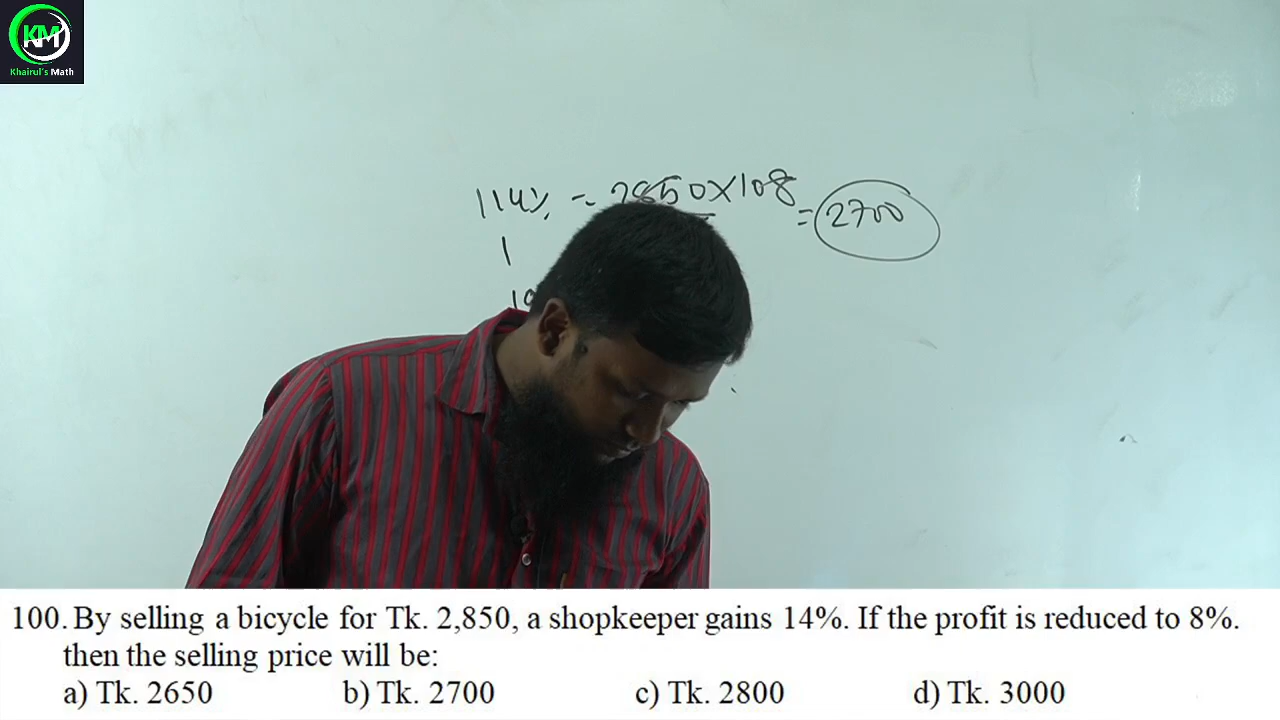 KM
Khairul's Math
114% = 2850×108
= 2700
1
100. By selling a bicycle for Tk. 2,850, a shopkeeper gains 14%. If the profit is reduced to 8%.
then the selling price will be:
a) Tk. 2650 b) Tk. 2700 c) Tk. 2800 d) Tk. 3000